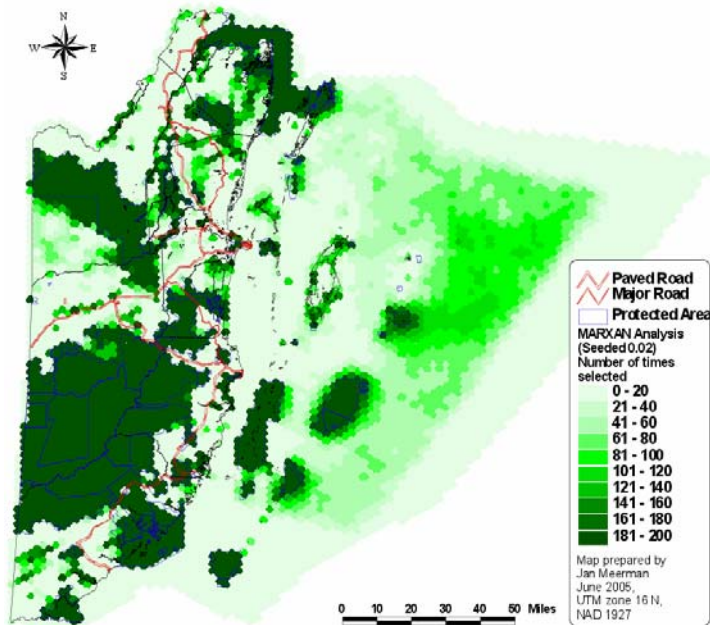 N
W E
S
Paved Road
Major Road
Protected Area
MARXAN Analysis
(Seeded 0.02)
Number of times
selected
0 - 20
21 - 40
41 - 60
61 - 80
81 - 100
101 - 120
121 - 140
141 - 160
161 - 180
181 - 200
Map prepared by
Jan Meerman
June 2005,
UTM zone 16 N,
NAD 1927
0 10 20 30 40 50 Miles